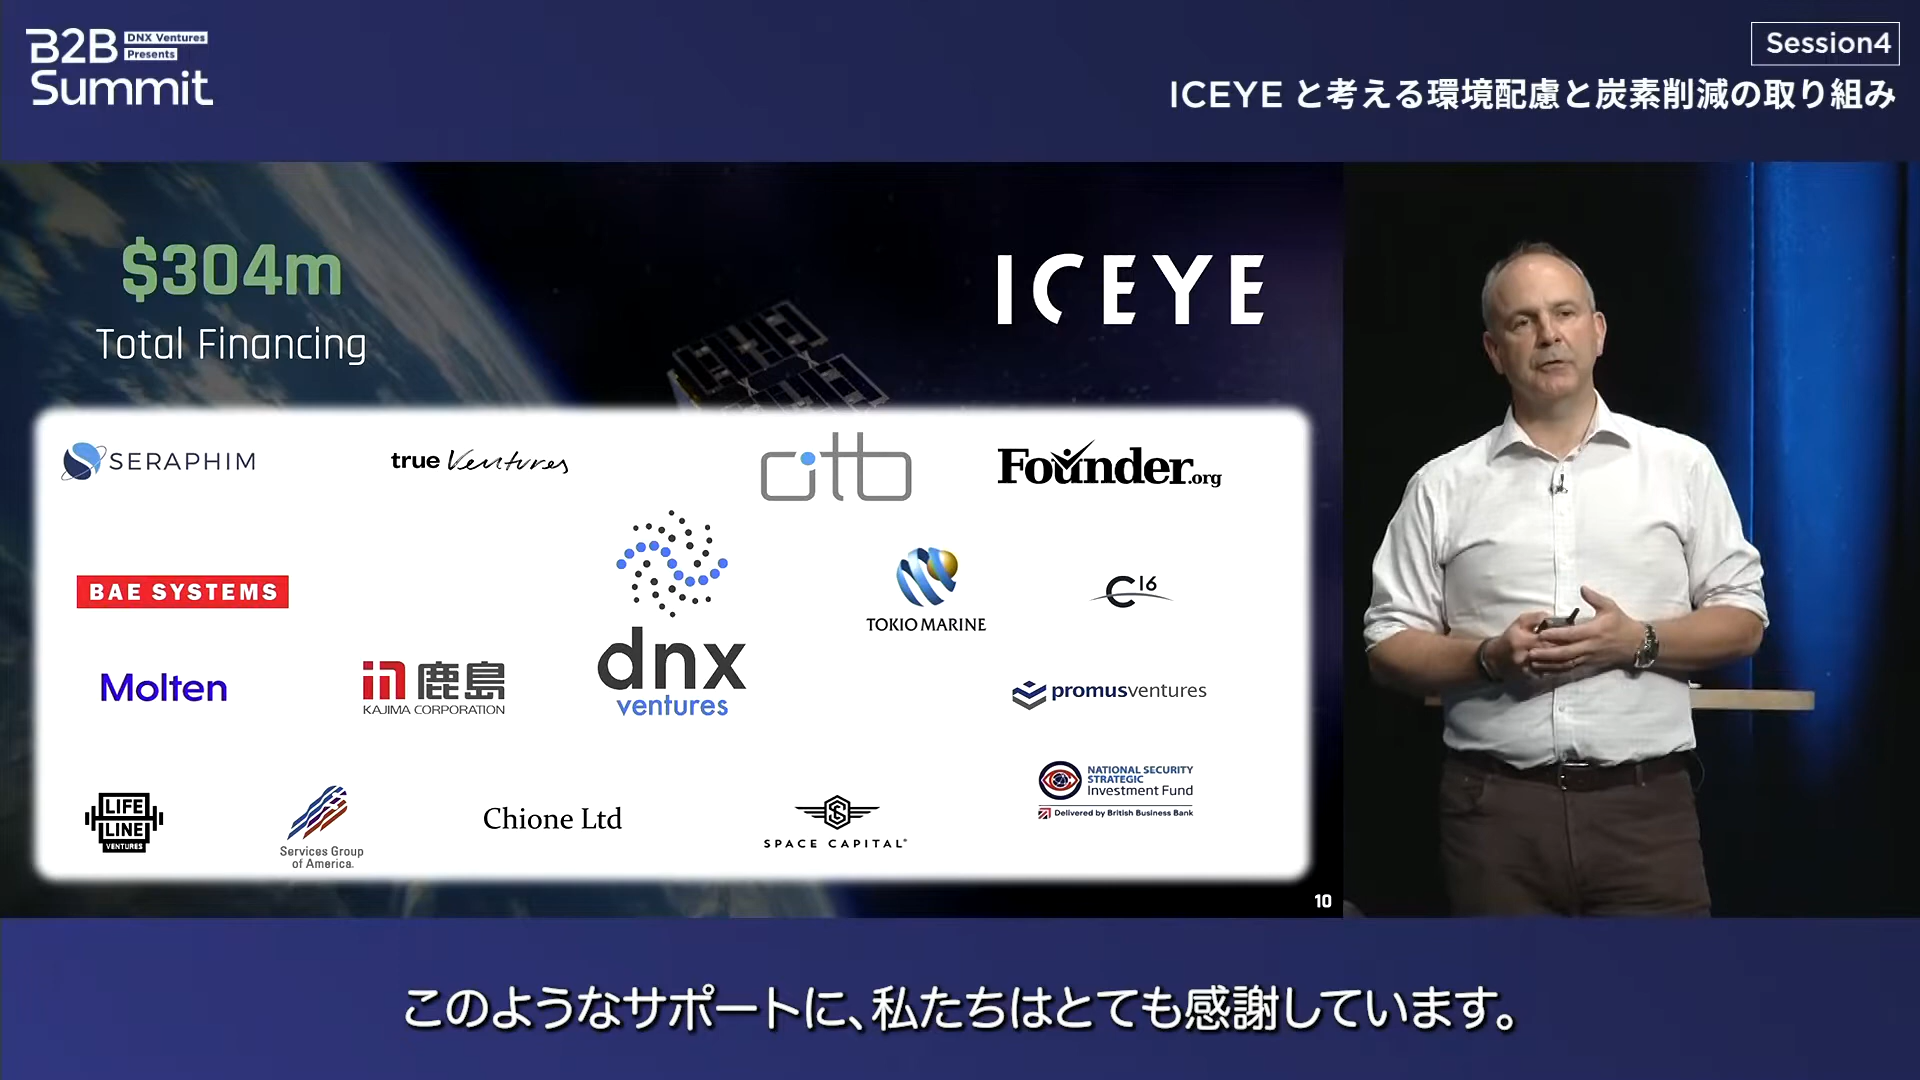 B2B
DNX Ventures
Presents
Summit
Session4
ICEYE と考える環境配慮と炭素削減の取り組み
$304m
Total Financing
ICEYE
SERAPHIM
true Ventures
otb
Founder.org
BAE SYSTEMS
dnx
ventures
TOKIO MARINE
C16
Molten
鹿島
KAJIMA CORPORATION
promusventures
LIFE
LINE
VENTURES
Services Group
of America.
Chione Ltd
SPACE CAPITAL
NATIONAL SECURITY
STRATEGIC
Investment Fund
Delivered by British Business Bank
10
このようなサポートに、私たちはとても感謝しています。